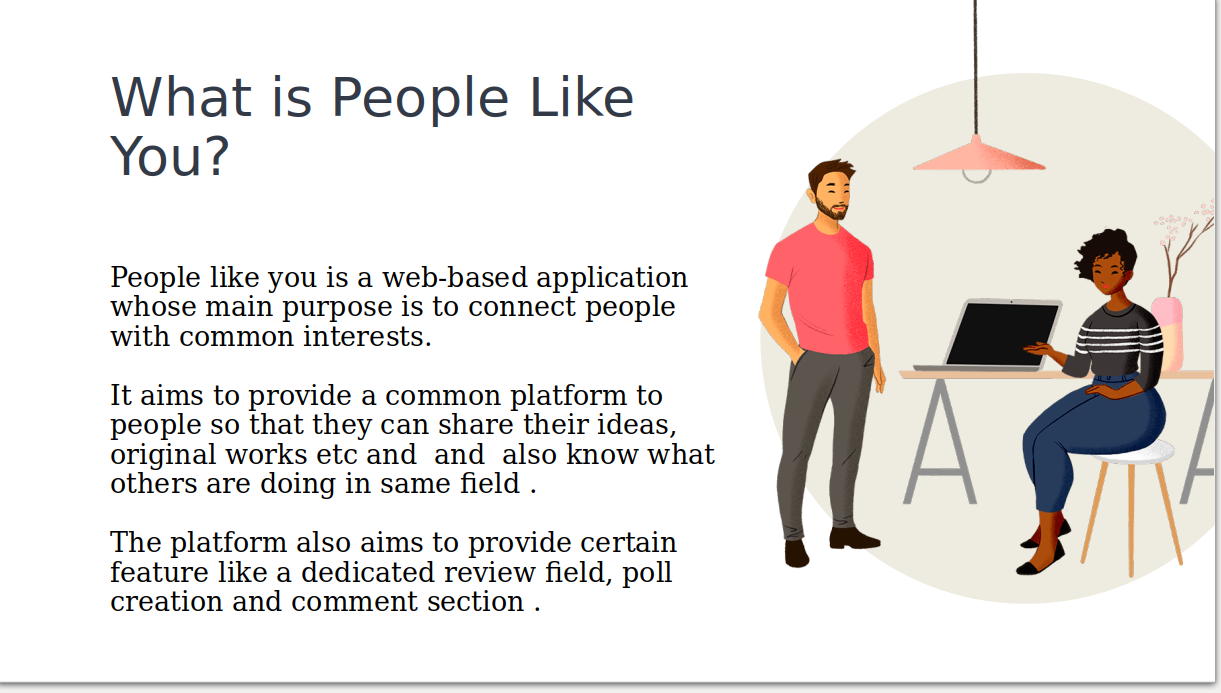 What is People Like
You?
People like you is a web-based application
whose main purpose is to connect people
with common interests.
It aims to provide a common platform to
people so that they can share their ideas,
original works etc and  and  also know what
others are doing in same field .
The platform also aims to provide certain
feature like a dedicated review field, poll
creation and comment section .